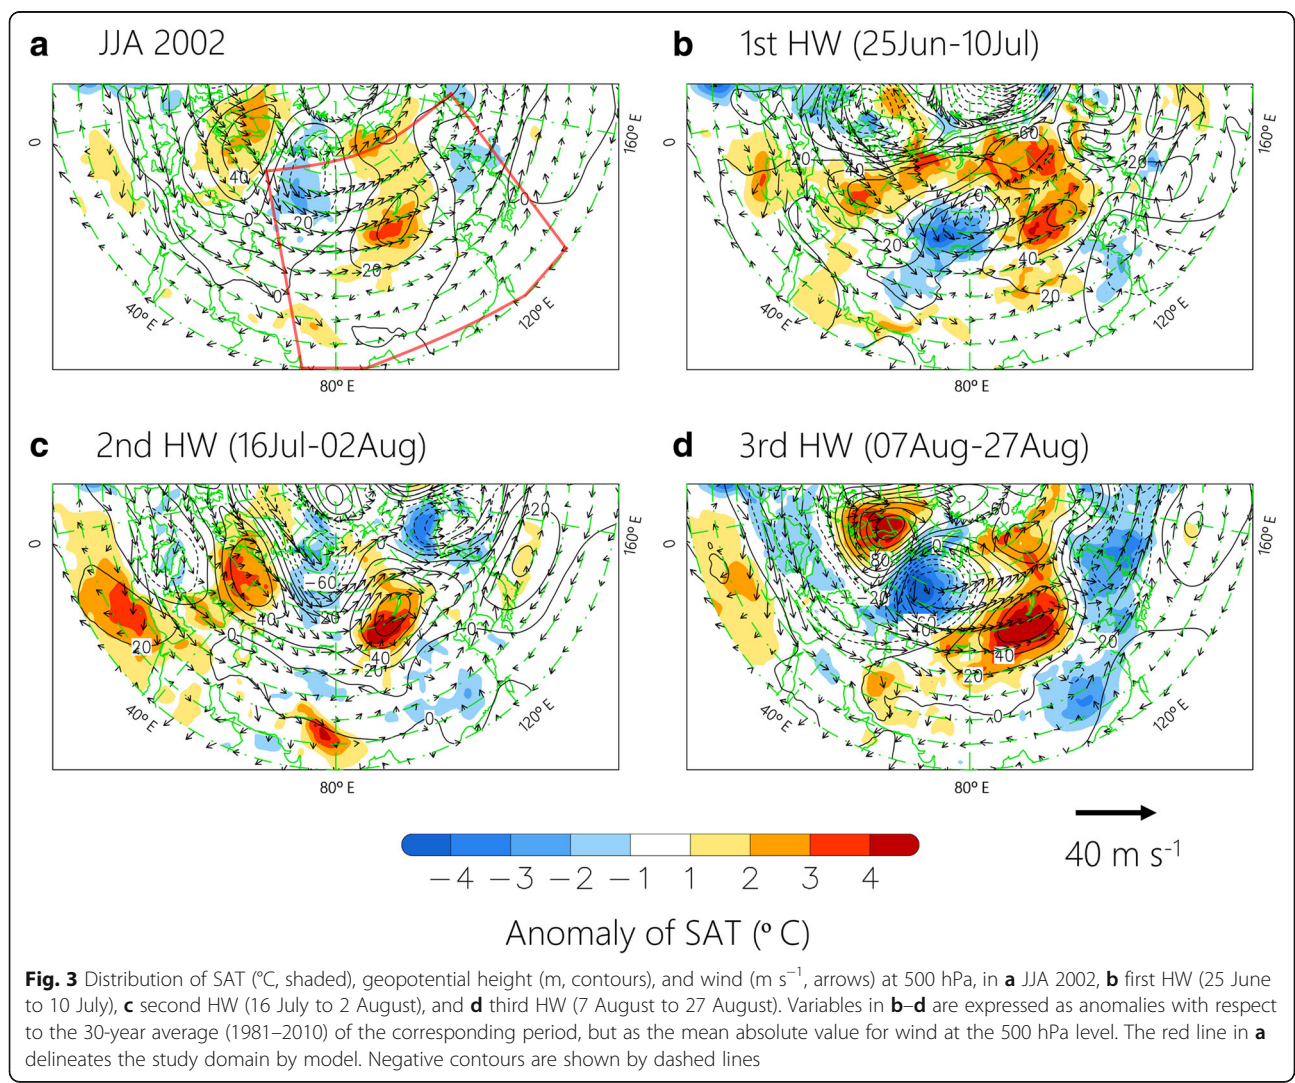 a JJA 2002
b 1st HW (25Jun-10Jul)
0
40
0
-20
20
0
0
40° E
80° E
120° E
160° E
20
40
-60
-20
0
20
40
20
40° E
80° E
120° E
160° E
c 2nd HW (16Jul-02Aug)
d 3rd HW (07Aug-27Aug)
0
20
-60
40
0
40
20
0
0
20
40° E
80° E
120° E
160° E
0
0
40
20
20
0
40° E
80° E
120° E
160° E
40 m s-1
−4 −3 −2 −1 1 2 3 4
Anomaly of SAT (° C)
Fig. 3 Distribution of SAT (°C, shaded), geopotential height (m, contours), and wind (m s−1, arrows) at 500 hPa, in a JJA 2002, b first HW (25 June
to 10 July), c second HW (16 July to 2 August), and d third HW (7 August to 27 August). Variables in b–d are expressed as anomalies with respect
to the 30-year average (1981–2010) of the corresponding period, but as the mean absolute value for wind at the 500 hPa level. The red line in a
delineates the study domain by model. Negative contours are shown by dashed lines